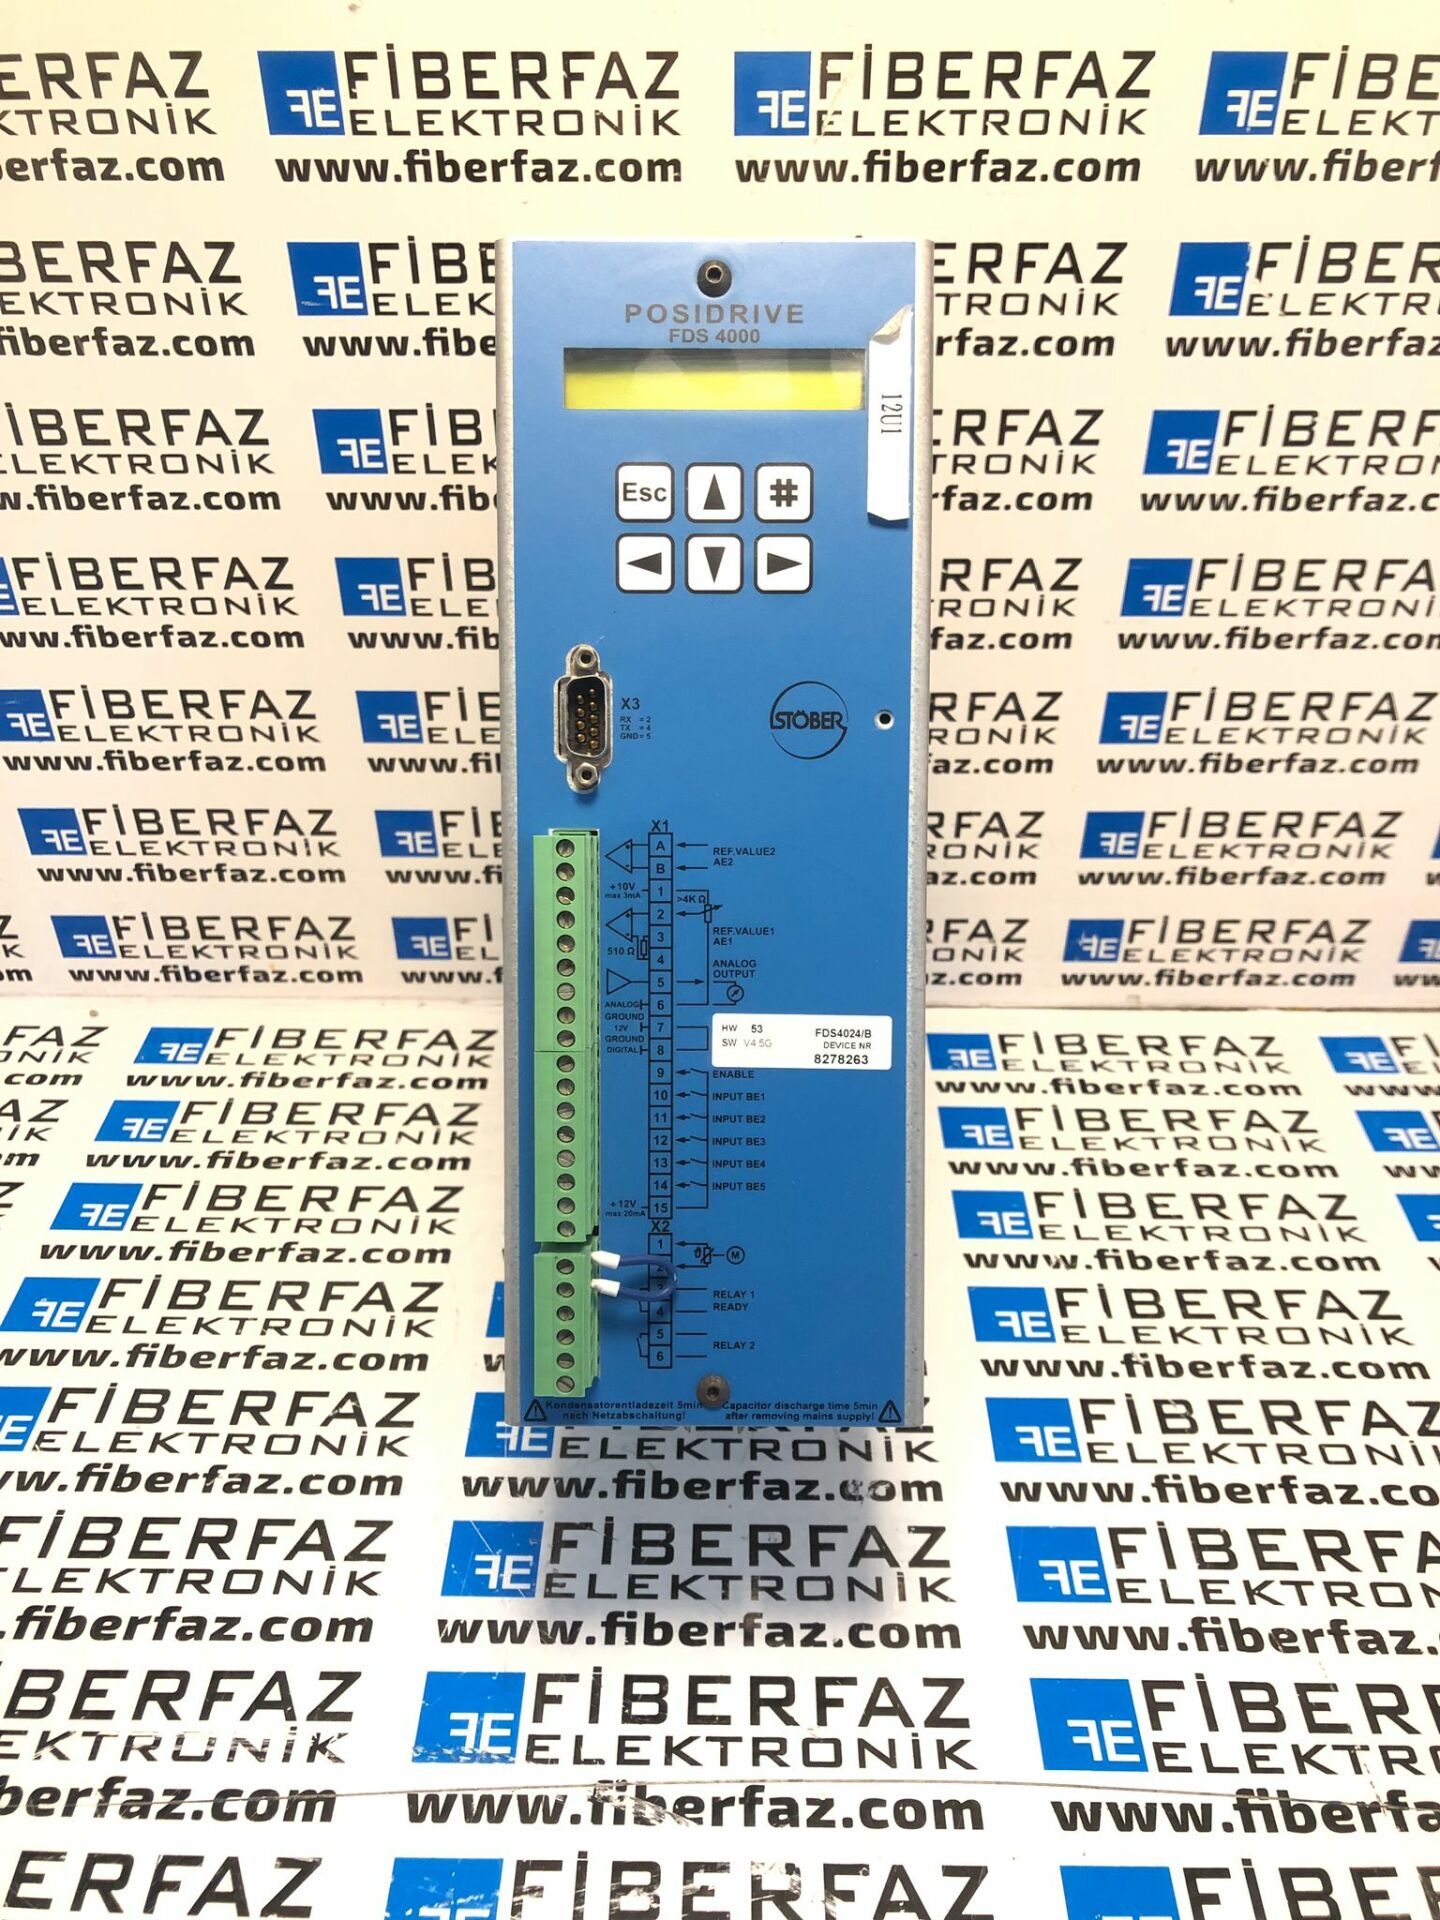 FİBERFAZ
ELEKTRONİK
www.fiberfaz.com
POSIDRIVE
FDS 4000
12U1
Esc
#
X3
RX = 2
TX = 4
GND = 5
STÖBER
X1
A
B
REF.VALUE2
AE2
+10V
max 3mA
1
>4K Ω
2
3
REF.VALUE1
AE1
510 Ω
4
ANALOG
OUTPUT
5
ANALOG
GROUND
6
12V
7
GROUND
DIGITAL
8
HW 53 FDS4024/B
SW V4.5G DEVICE NR
8278263
9 ENABLE
10 INPUT BE1
11 INPUT BE2
12 INPUT BE3
13 INPUT BE4
14 INPUT BE5
+12V
max 20mA
15
X2
1
M
2
3
RELAY 1
READY
4
5
RELAY 2
6
Kondensatorentladezeit 5min
nach Netzabschaltung!
Capacitor discharge time 5min
after removing mains supply!